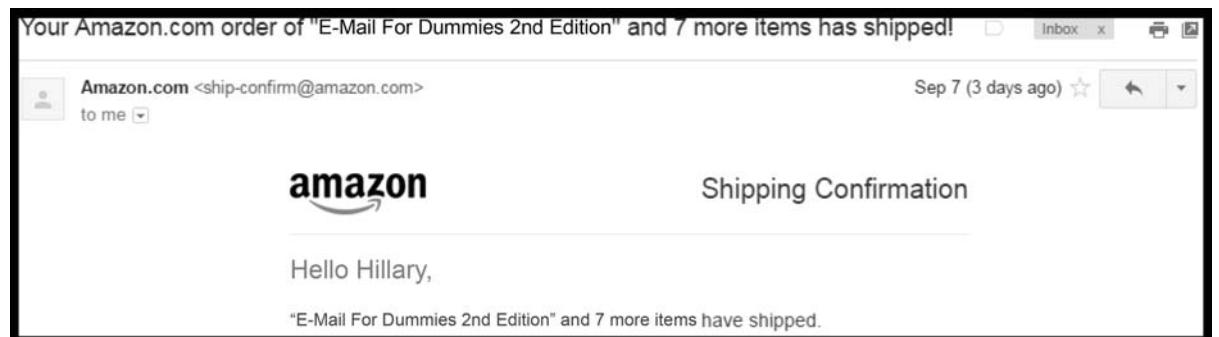 Your Amazon.com order of "E-Mail For Dummies 2nd Edition" and 7 more items has shipped!
Inbox x
Amazon.com <ship-confirm@amazon.com>
Sep 7 (3 days ago)
to me
amazon
Shipping Confirmation
Hello Hillary,
“E-Mail For Dummies 2nd Edition” and 7 more items have shipped.